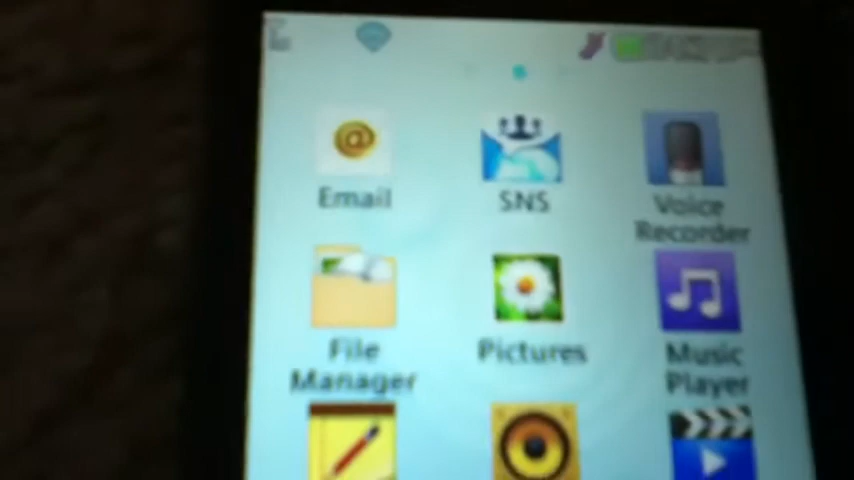 Email
SNS
Voice
Recorder
File
Manager
Pictures
Music
Player